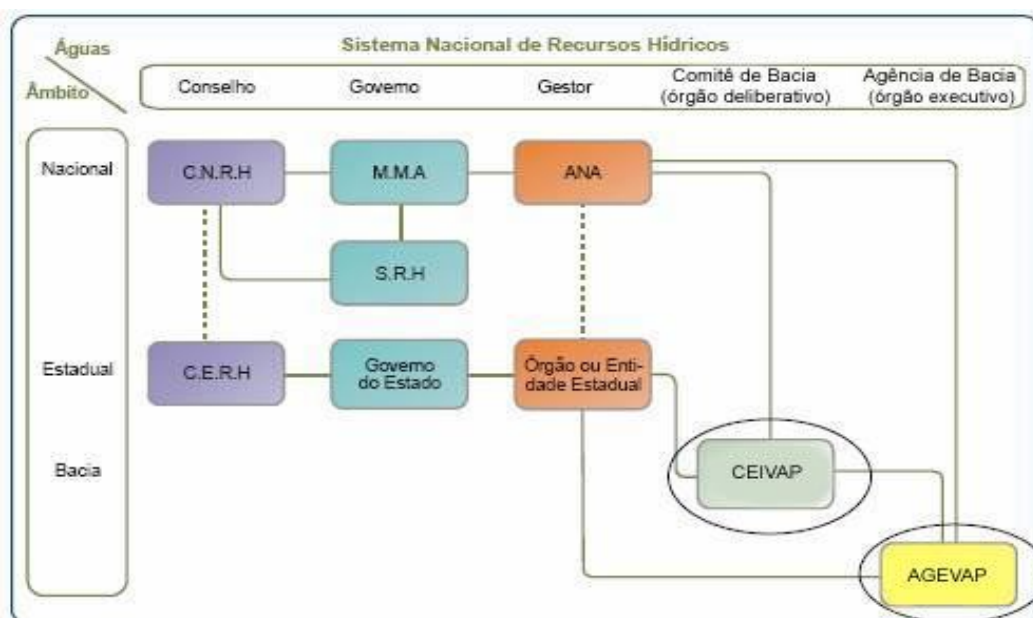 Águas
Âmbito
Sistema Nacional de Recursos Hídricos
Conselho
Governo
Gestor
Comitê de Bacia
(órgão deliberativo)
Agência de Bacia
(órgão executivo)
Nacional
C.N.R.H
M.M.A
ANA
S.R.H
Estadual
C.E.R.H
Governo
do Estado
Órgão ou Enti-
dade Estadual
Bacia
CEIVAP
AGEVAP